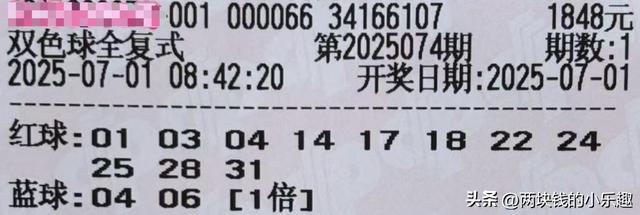 001 000066 34166107 1848元
双色球全复式 第2025074期 期数:1
2025-07-01 08:42:20 开奖日期:2025-07-01
红球: 01 03 04 14 17 18 22 24
25 28 31
蓝球: 04 06 [1倍]
头条 @两块钱的小乐趣